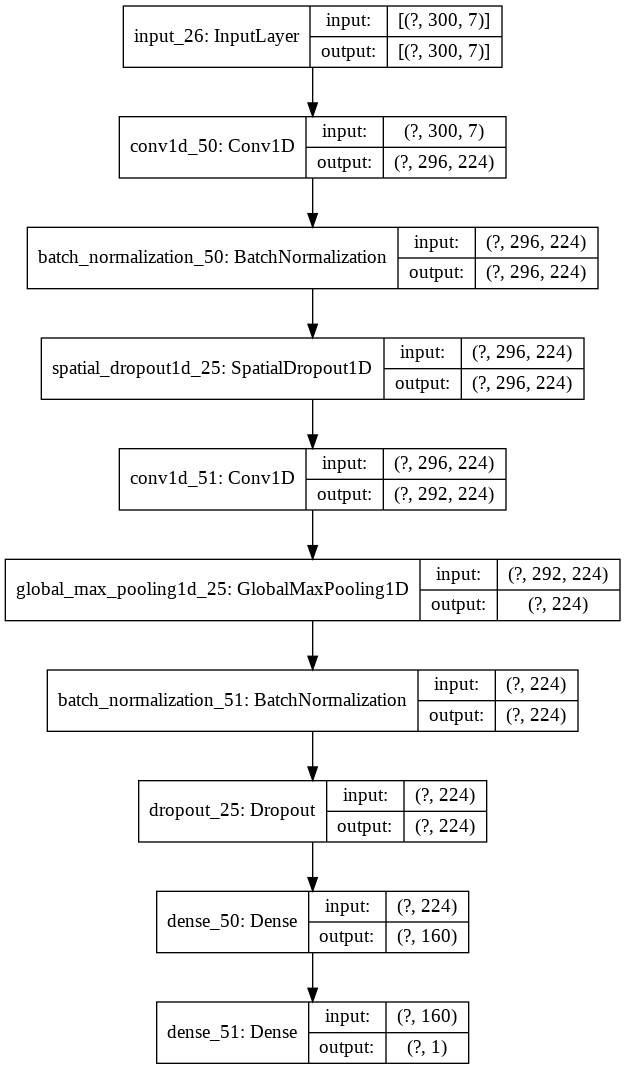 input_26: InputLayer
input: [(?, 300, 7)]
output: [(?, 300, 7)]
conv1d_50: Conv1D
input: (?, 300, 7)
output: (?, 296, 224)
batch_normalization_50: BatchNormalization
input: (?, 296, 224)
output: (?, 296, 224)
spatial_dropout1d_25: SpatialDropout1D
input: (?, 296, 224)
output: (?, 296, 224)
conv1d_51: Conv1D
input: (?, 296, 224)
output: (?, 292, 224)
global_max_pooling1d_25: GlobalMaxPooling1D
input: (?, 292, 224)
output: (?, 224)
batch_normalization_51: BatchNormalization
input: (?, 224)
output: (?, 224)
dropout_25: Dropout
input: (?, 224)
output: (?, 224)
dense_50: Dense
input: (?, 224)
output: (?, 160)
dense_51: Dense
input: (?, 160)
output: (?, 1)